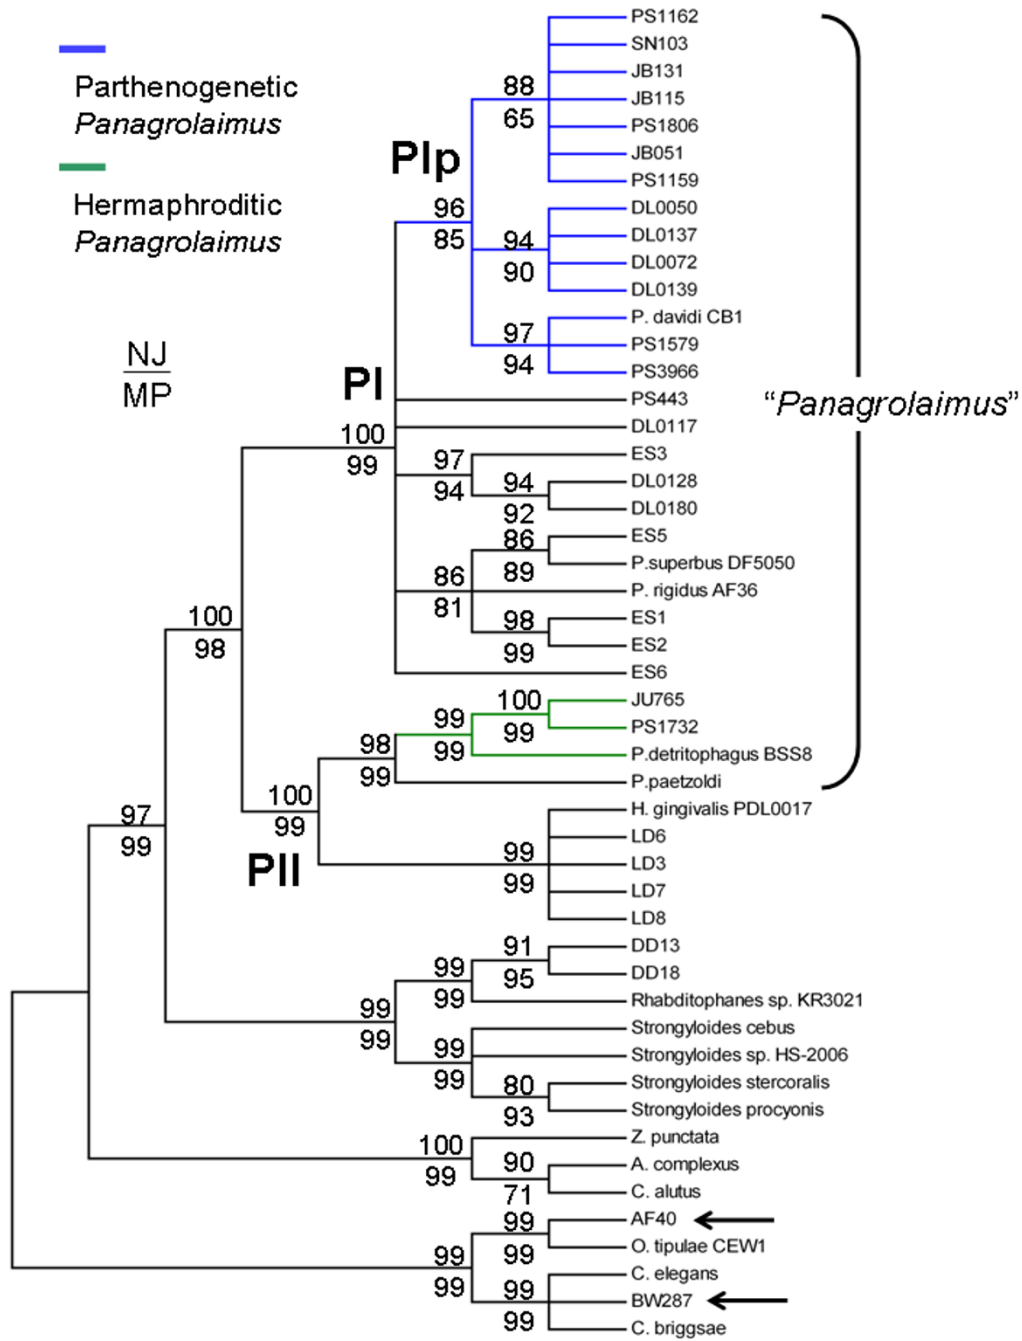 Parthenogenetic
Panagrolaimus
Hermaphroditic
Panagrolaimus
NJ
MP
PIp
PI
PII
88
65
96
85
94
90
97
94
100
99
97
94
94
92
86
89
86
81
98
99
100
98
100
99
99
99
98
99
100
99
99
99
97
99
91
95
99
99
99
99
99
99
80
93
100
99
90
71
99
99
99
99
99
99
PS1162
SN103
JB131
JB115
PS1806
JB051
PS1159
DL0050
DL0137
DL0072
DL0139
P. davidi CB1
PS1579
PS3966
PS443
DL0117
ES3
DL0128
DL0180
ES5
P.superbus DF5050
P. rigidus AF36
ES1
ES2
ES6
JU765
PS1732
P.detritophagus BSS8
P.paetzoldi
H. gingivalis PDL0017
LD6
LD3
LD7
LD8
DD13
DD18
Rhabditophanes sp. KR3021
Strongyloides cebus
Strongyloides sp. HS-2006
Strongyloides stercoralis
Strongyloides procyonis
Z. punctata
A. complexus
C. alutus
AF40
O. tipulae CEW1
C. elegans
BW287
C. briggsae
“Panagrolaimus”